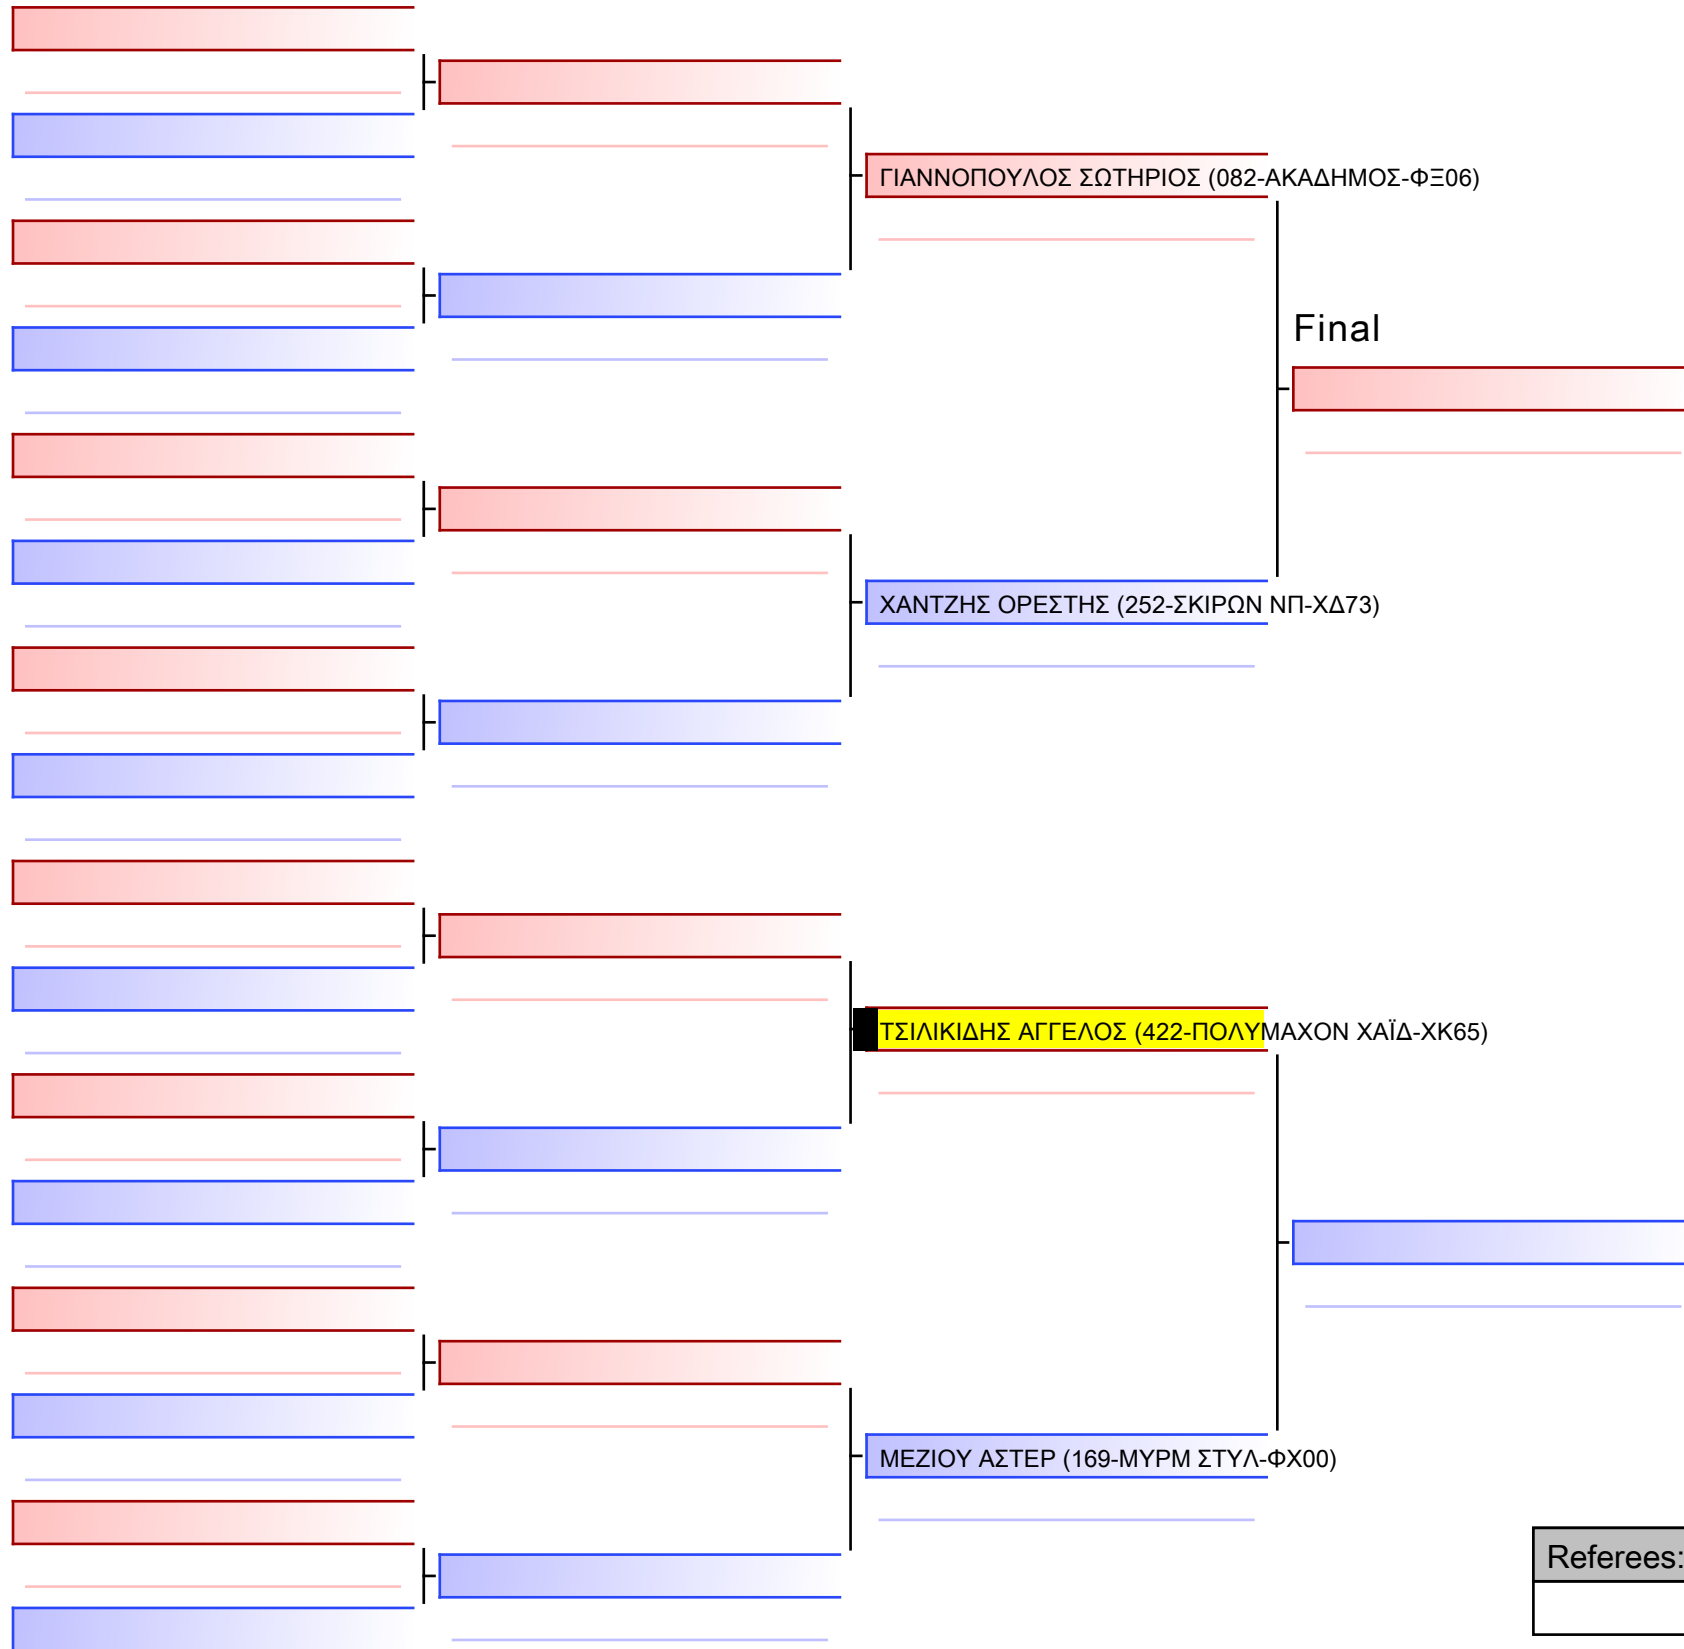 ΓΙΑΝΝΟΠΟΥΛΟΣ ΣΩΤΗΡΙΟΣ (082-ΑΚΑΔΗΜΟΣ-ΦΞ06)
Final
ΧΑΝΤΖΗΣ ΟΡΕΣΤΗΣ (252-ΣΚΙΡΩΝ ΝΠ-ΧΔ73)
ΤΣΙΛΙΚΙΔΗΣ ΑΓΓΕΛΟΣ (422-ΠΟΛΥΜΑΧΟΝ ΧΑΪΔ-ΧΚ65)
ΜΕΖΙΟΥ ΑΣΤΕΡ (169-ΜΥΡΜ ΣΤΥΛ-ΦΧ00)
Referees: